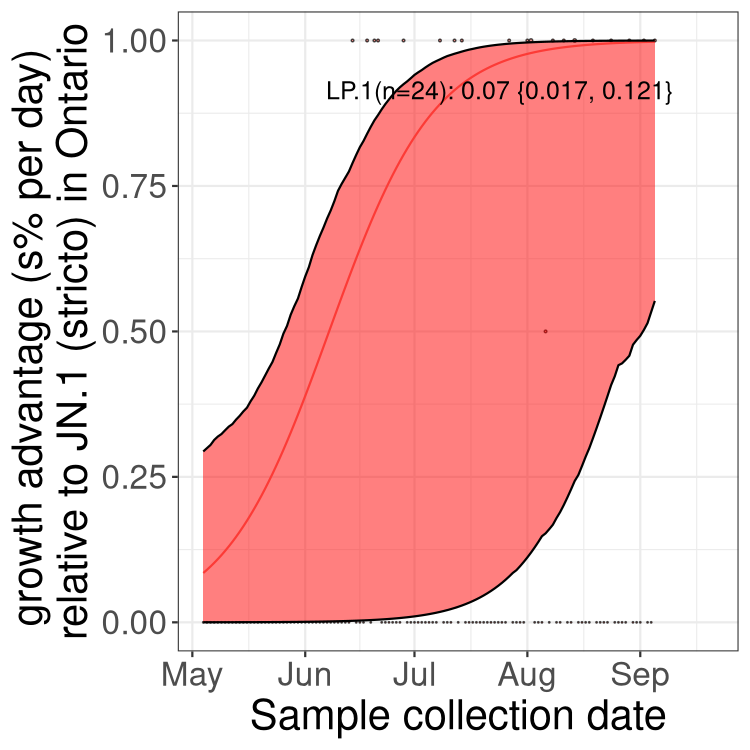 growth advantage (s% per day)
relative to JN.1 (stricto) in Ontario
1.00
0.75
0.50
0.25
0.00
LP.1(n=24): 0.07 {0.017, 0.121}
May Jun Jul Aug Sep
Sample collection date